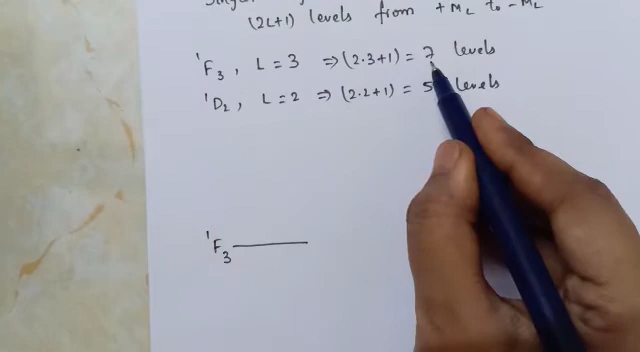 (2L+1) levels from +M_L to -M_L
¹F₃, L = 3 ⇒ (2·3+1) = 7 levels
¹D₂, L = 2 ⇒ (2·2+1) = 5 levels
¹F₃